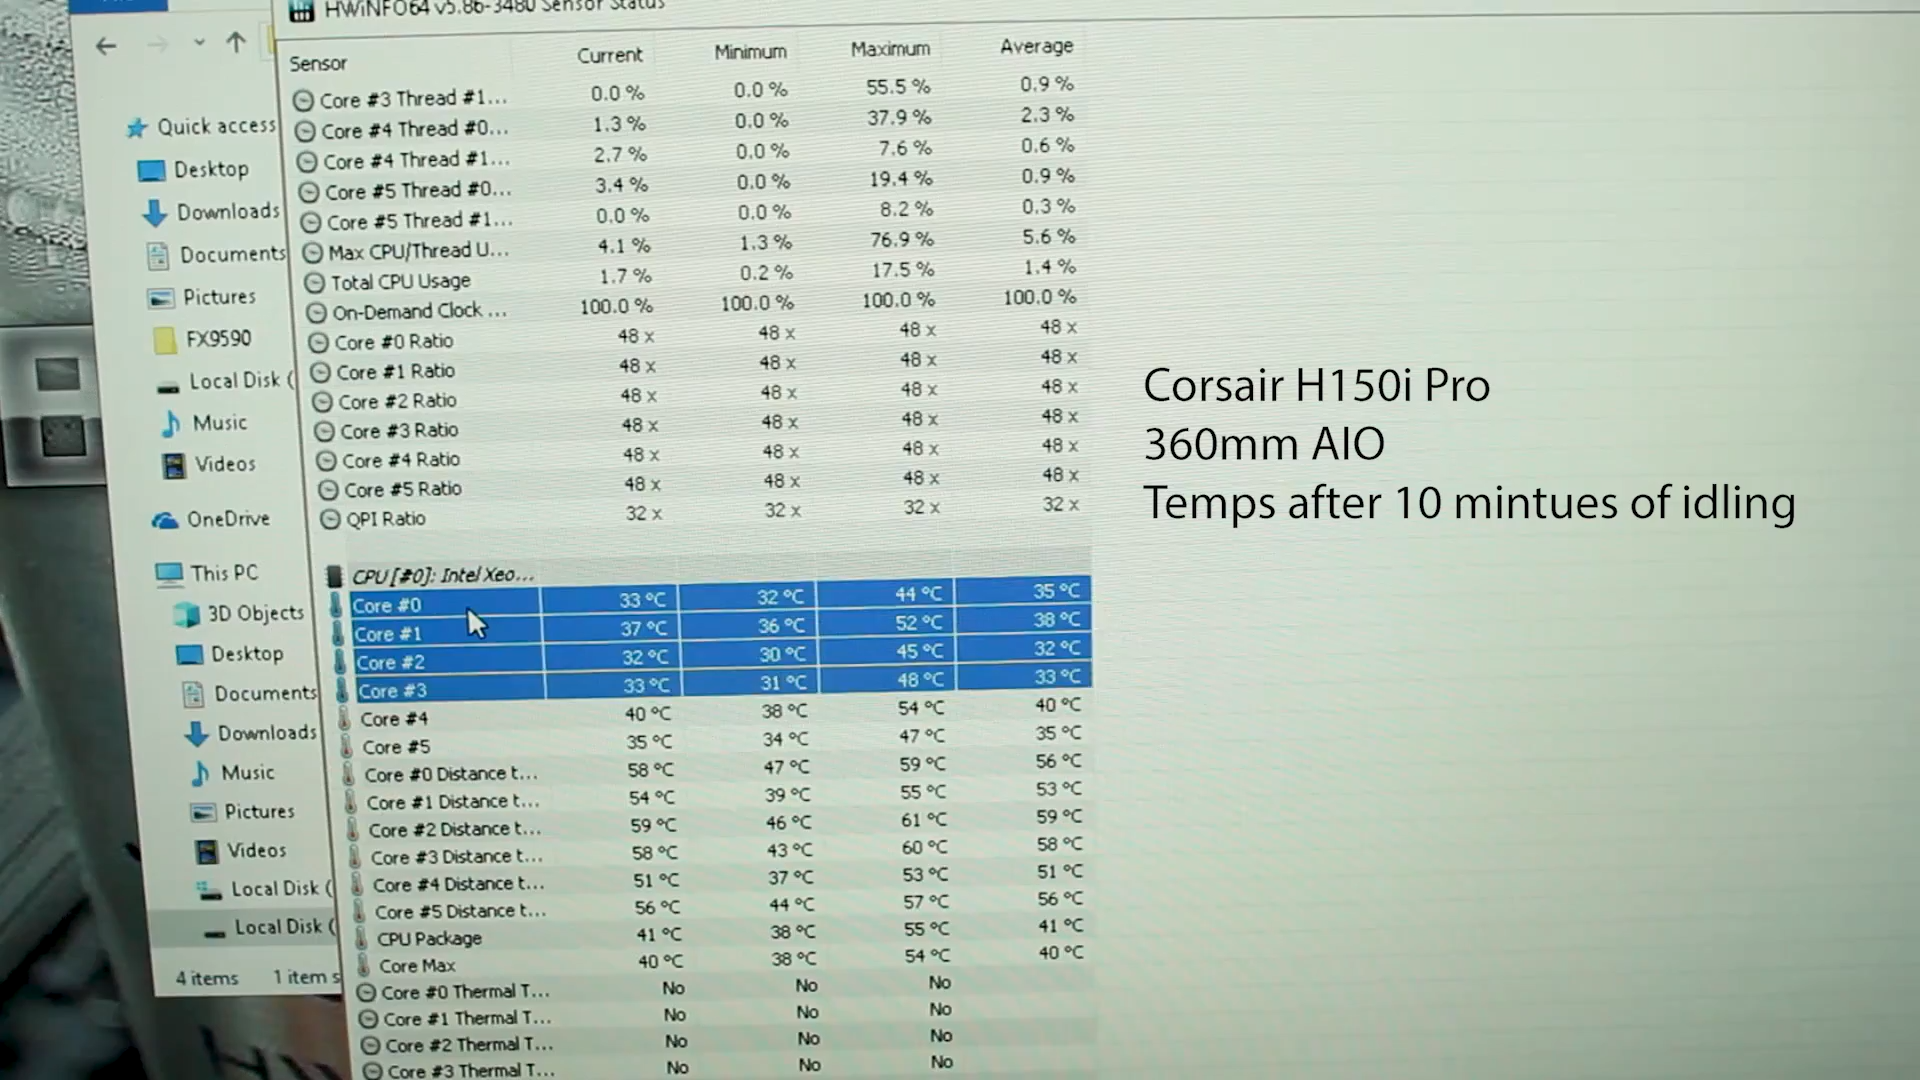 HWiNFO64 v5.86-3480 Sensor Status
Sensor Current Minimum Maximum Average
Core #3 Thread #1... 0.0 % 0.0 % 55.5 % 0.9 %
Core #4 Thread #0... 1.3 % 0.0 % 37.9 % 2.3 %
Core #4 Thread #1... 2.7 % 0.0 % 7.6 % 0.6 %
Core #5 Thread #0... 3.4 % 0.0 % 19.4 % 0.9 %
Core #5 Thread #1... 0.0 % 0.0 % 8.2 % 0.3 %
Max CPU/Thread U... 4.1 % 1.3 % 76.9 % 5.6 %
Total CPU Usage 1.7 % 0.2 % 17.5 % 1.4 %
On-Demand Clock ... 100.0 % 100.0 % 100.0 % 100.0 %
Core #0 Ratio 48 x 48 x 48 x 48 x
Core #1 Ratio 48 x 48 x 48 x 48 x
Core #2 Ratio 48 x 48 x 48 x 48 x
Core #3 Ratio 48 x 48 x 48 x 48 x
Core #4 Ratio 48 x 48 x 48 x 48 x
Core #5 Ratio 48 x 48 x 48 x 48 x
QPI Ratio 32 x 32 x 32 x 32 x
CPU [#0]: Intel Xeo...
Core #0 33 °C 32 °C 44 °C 35 °C
Core #1 37 °C 36 °C 52 °C 38 °C
Core #2 32 °C 30 °C 45 °C 32 °C
Core #3 33 °C 31 °C 48 °C 33 °C
Core #4 40 °C 38 °C 54 °C 40 °C
Core #5 35 °C 34 °C 47 °C 35 °C
Core #0 Distance t... 58 °C 47 °C 59 °C 56 °C
Core #1 Distance t... 54 °C 39 °C 55 °C 53 °C
Core #2 Distance t... 59 °C 46 °C 61 °C 59 °C
Core #3 Distance t... 58 °C 43 °C 60 °C 58 °C
Core #4 Distance t... 51 °C 37 °C 53 °C 51 °C
Core #5 Distance t... 56 °C 44 °C 57 °C 56 °C
CPU Package 41 °C 38 °C 55 °C 41 °C
Core Max 40 °C 38 °C 54 °C 40 °C
Core #0 Thermal T... No No No
Core #1 Thermal T... No No No
Core #2 Thermal T... No No No
Core #3 Thermal T... No No No
Quick access
Desktop
Downloads
Documents
Pictures
FX9590
Local Disk (
Music
Videos
OneDrive
This PC
3D Objects
Desktop
Documents
Downloads
Music
Pictures
Videos
Local Disk (
Local Disk (
4 items 1 item s
Corsair H150i Pro
360mm AIO
Temps after 10 mintues of idling